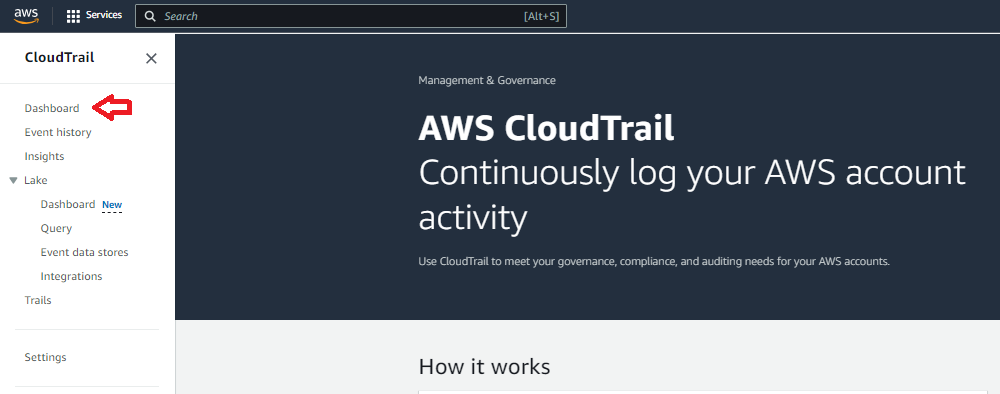 aws
Services
Search
[Alt+S]
CloudTrail
Dashboard
Event history
Insights
Lake
Dashboard New
Query
Event data stores
Integrations
Trails
Settings
Management & Governance
AWS CloudTrail
Continuously log your AWS account
activity
Use CloudTrail to meet your governance, compliance, and auditing needs for your AWS accounts.
How it works